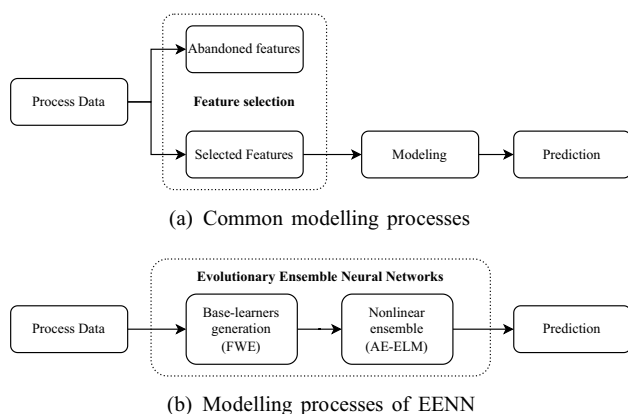 Abandoned features
Process Data
Feature selection
Selected Features
Modeling
Prediction
(a) Common modelling processes
Evolutionary Ensemble Neural Networks
Process Data
Base-learners
generation
(FWE)
Nonlinear
ensemble
(AE-ELM)
Prediction
(b) Modelling processes of EENN